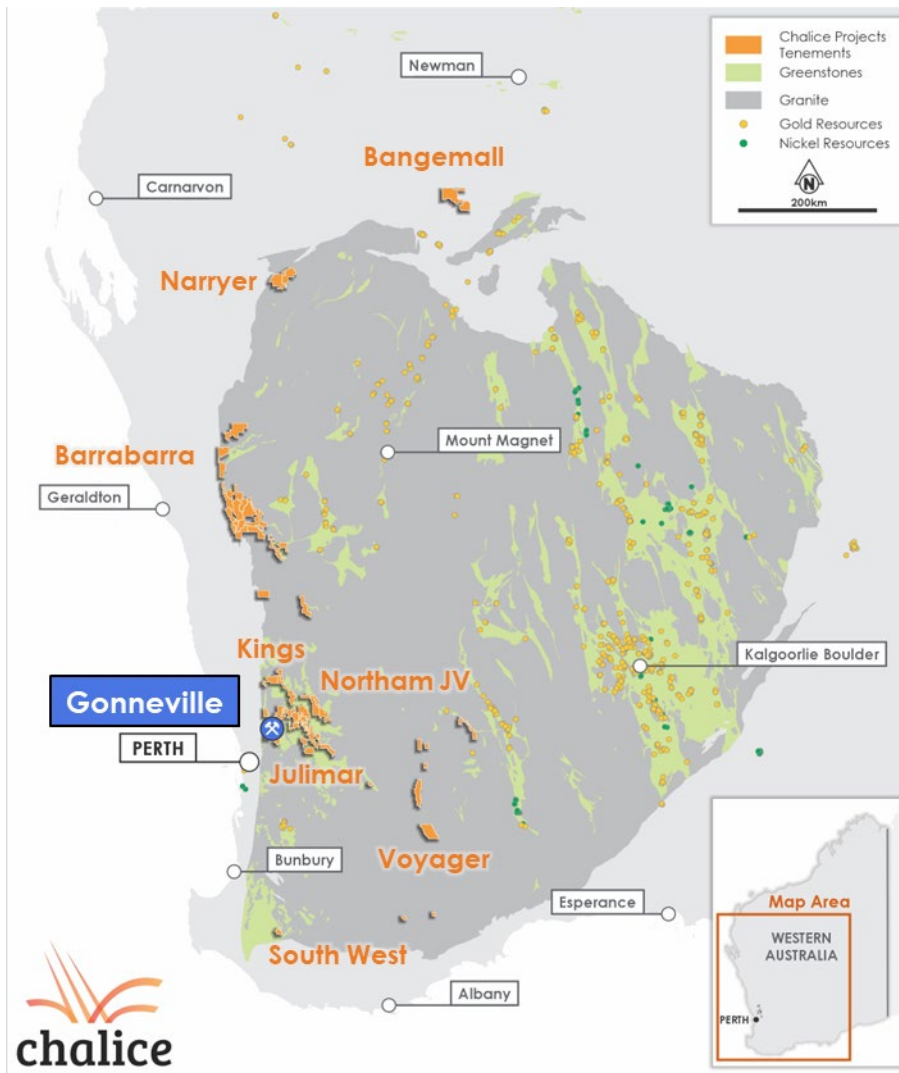 Newman
Chalice Projects
Tenements
Greenstones
Granite
Gold Resources
Nickel Resources
N
200km
Bangemall
Carnarvon
Narryer
Mount Magnet
Barrabarra
Geraldton
Kings
Northam JV
Kalgoorlie Boulder
Gonneville
PERTH
Julimar
Voyager
Bunbury
Esperance
South West
Albany
Map Area
WESTERN
AUSTRALIA
PERTH
chalice